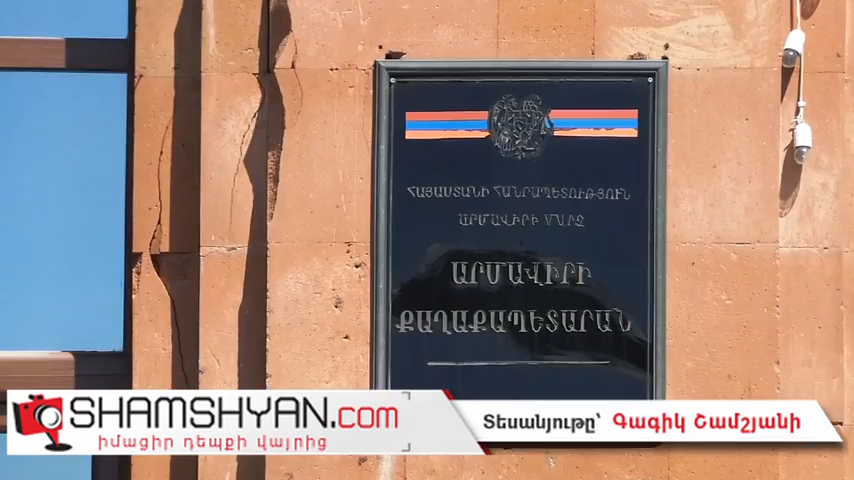 ՀԱՅԱՍՏԱՆԻ ՀԱՆՐԱՊԵՏՈՒԹՅՈՒՆ
ԱՐՄԱՎԻՐԻ ՄԱՐԶ
ԱՐՄԱՎԻՐԻ
ՔԱՂԱՔԱՊԵՏԱՐԱՆ
SHAMSHYAN.com
իմացիր դեպքի վայրից
Տեսանյութը՝ Գագիկ Շամշյանի